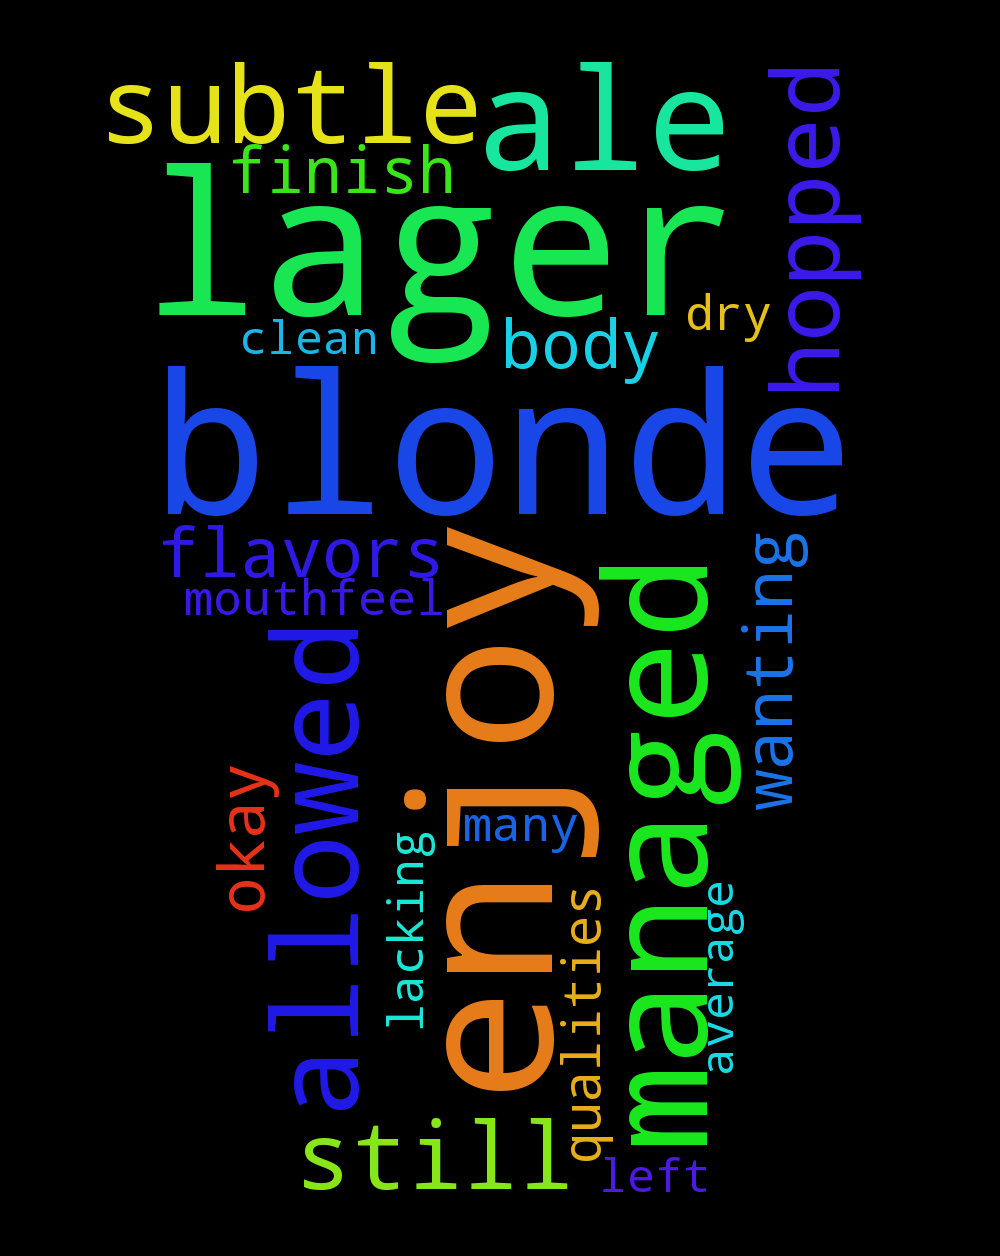 subtle
ale
hopped
finish
lager
dry
clean
body
blonde
flavors
mouthfeel
enjoy
managed
wanting
allowed
okay
many
lacking
qualities
average
still
left